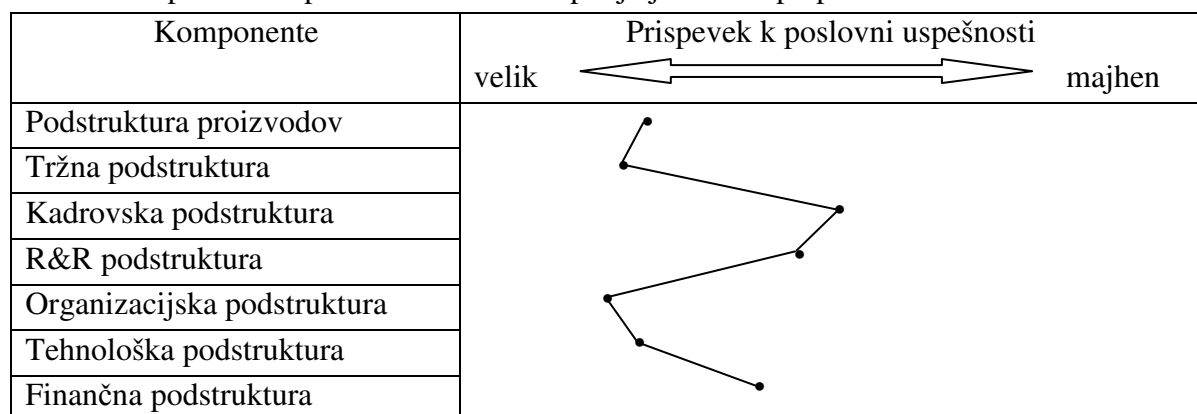 Komponente
Prispevek k poslovni uspešnosti
velik majhen
Podstruktura proizvodov
Tržna podstruktura
Kadrovska podstruktura
R&R podstruktura
Organizacijska podstruktura
Tehnološka podstruktura
Finančna podstruktura